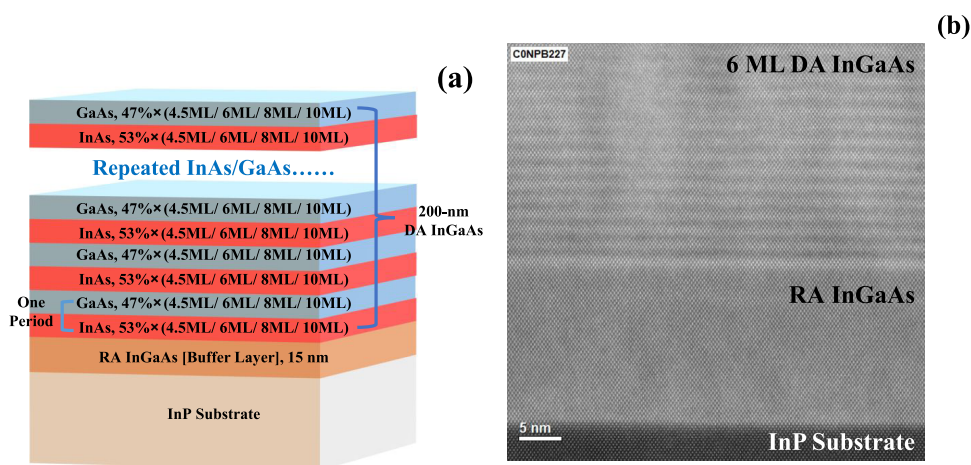 (a)
GaAs, 47%×(4.5ML/ 6ML/ 8ML/ 10ML)
InAs, 53%×(4.5ML/ 6ML/ 8ML/ 10ML)
Repeated InAs/GaAs……
GaAs, 47%×(4.5ML/ 6ML/ 8ML/ 10ML)
InAs, 53%×(4.5ML/ 6ML/ 8ML/ 10ML)
GaAs, 47%×(4.5ML/ 6ML/ 8ML/ 10ML)
InAs, 53%×(4.5ML/ 6ML/ 8ML/ 10ML)
GaAs, 47%×(4.5ML/ 6ML/ 8ML/ 10ML)
InAs, 53%×(4.5ML/ 6ML/ 8ML/ 10ML)
One
Period
200-nm
DA InGaAs
RA InGaAs [Buffer Layer], 15 nm
InP Substrate
(b)
C0NPB227
6 ML DA InGaAs
RA InGaAs
5 nm
InP Substrate